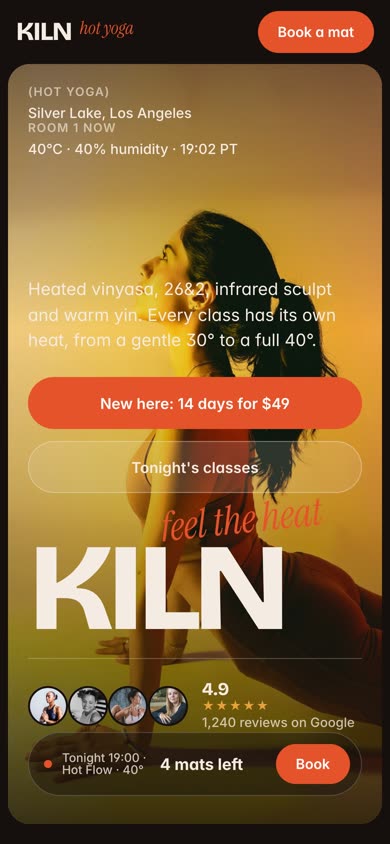 KILN hot yoga
Book a mat
(HOT YOGA)
Silver Lake, Los Angeles
ROOM 1 NOW
40°C · 40% humidity · 19:02 PT
Heated vinyasa, 26&2, infrared sculpt
and warm yin. Every class has its own
heat, from a gentle 30° to a full 40°.
New here: 14 days for $49
Tonight's classes
feel the heat
KILN
4.9
★★★★★
1,240 reviews on Google
Tonight 19:00 ·
Hot Flow · 40°
4 mats left
Book